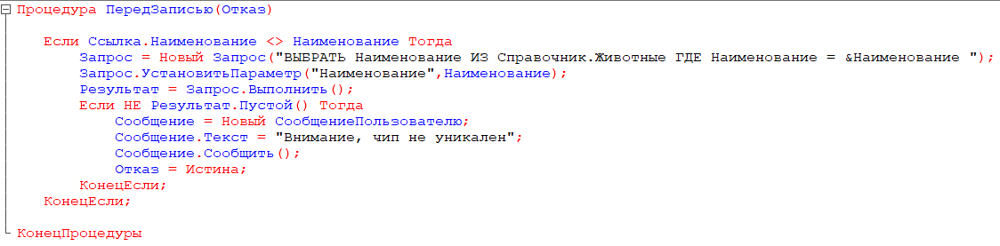 Процедура ПередЗаписью(Отказ)
Если Ссылка.Наименование <> Наименование Тогда
Запрос = Новый Запрос("ВЫБРАТЬ Наименование ИЗ Справочник.Животные ГДЕ Наименование = &Наименование ");
Запрос.УстановитьПараметр("Наименование",Наименование);
Результат = Запрос.Выполнить();
Если НЕ Результат.Пустой() Тогда
Сообщение = Новый СообщениеПользователю;
Сообщение.Текст = "Внимание, чип не уникален";
Сообщение.Сообщить();
Отказ = Истина;
КонецЕсли;
КонецЕсли;
КонецПроцедуры